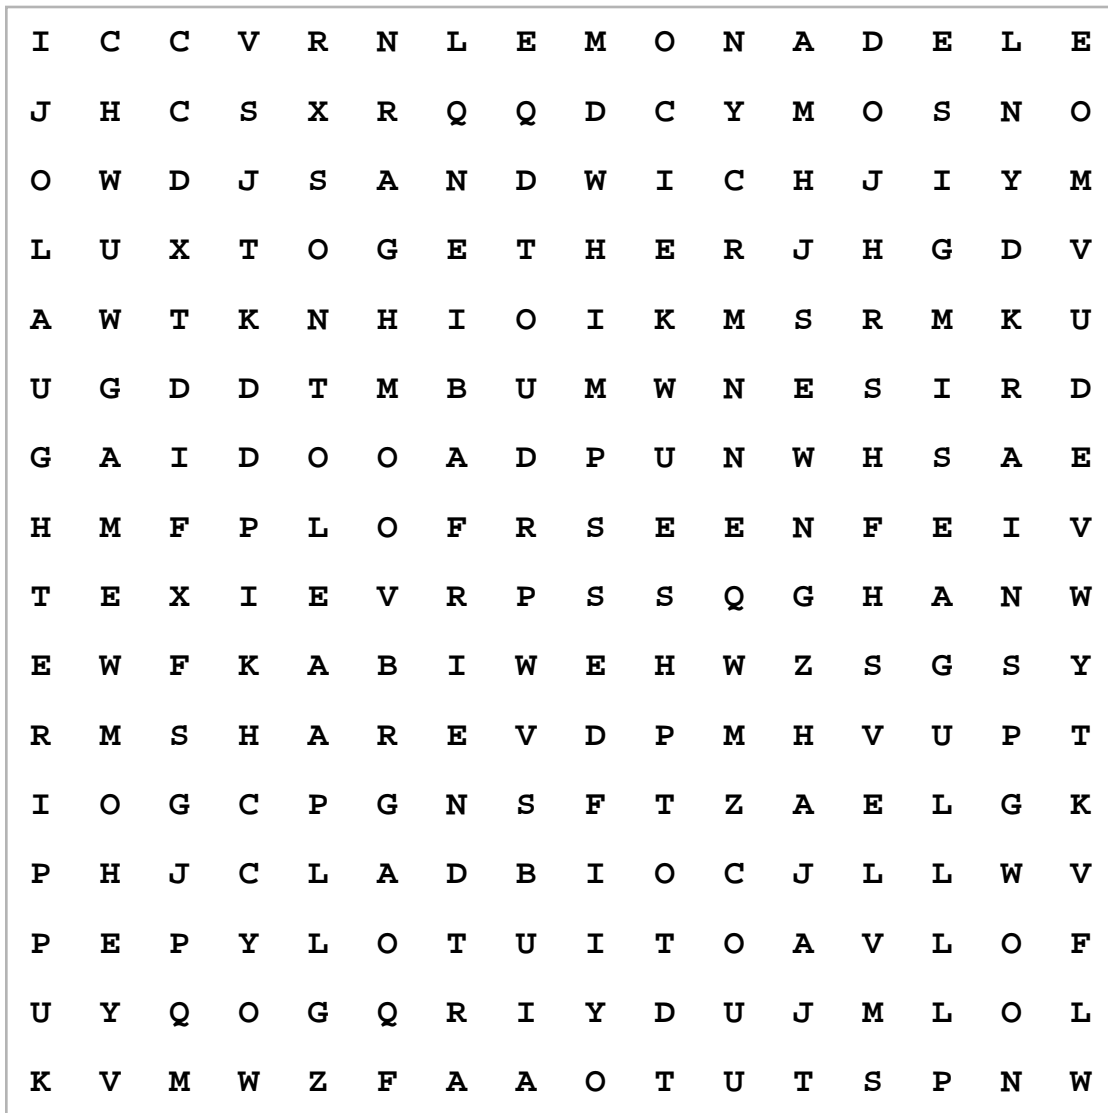 I C C V R N L E M O N A D E L E
J H C S X R Q Q D C Y M O S N O
O W D J S A N D W I C H J I Y M
L U X T O G E T H E R J H G D V
A W T K N H I O I K M S R M K U
U G D D T M B U M W N E S I R D
G A I D O O A D P U N W H S A E
H M F P L O F R S E E N F E I V
T E X I E V R P S S Q G H A N W
E W F K A B I W E H W Z S G S Y
R M S H A R E V D P M H V U P T
I O G C P G N S F T Z A E L G K
P H J C L A D B I O C J L L W V
P E P Y L O T U I T O A V L O F
U Y Q O G Q R I Y D U J M L O L
K V M W Z F A A O T U T S P N W